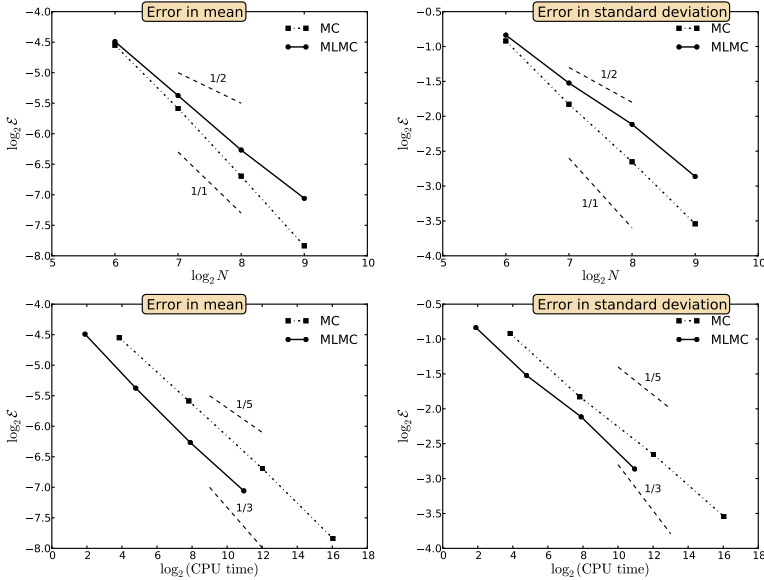 Error in mean
−4.0
−4.5
−5.0
−5.5
−6.0
−6.5
−7.0
−7.5
−8.0
log₂ ℰ
MC
MLMC
1/2
1/1
5 6 7 8 9 10
log₂ N
Error in standard deviation
−0.5
−1.0
−1.5
−2.0
−2.5
−3.0
−3.5
−4.0
log₂ ℰ
MC
MLMC
1/2
1/1
5 6 7 8 9 10
log₂ N
Error in mean
−4.0
−4.5
−5.0
−5.5
−6.0
−6.5
−7.0
−7.5
−8.0
log₂ ℰ
MC
MLMC
1/5
1/3
0 2 4 6 8 10 12 14 16 18
log₂(CPU time)
Error in standard deviation
−0.5
−1.0
−1.5
−2.0
−2.5
−3.0
−3.5
−4.0
log₂ ℰ
MC
MLMC
1/5
1/3
0 2 4 6 8 10 12 14 16 18
log₂(CPU time)